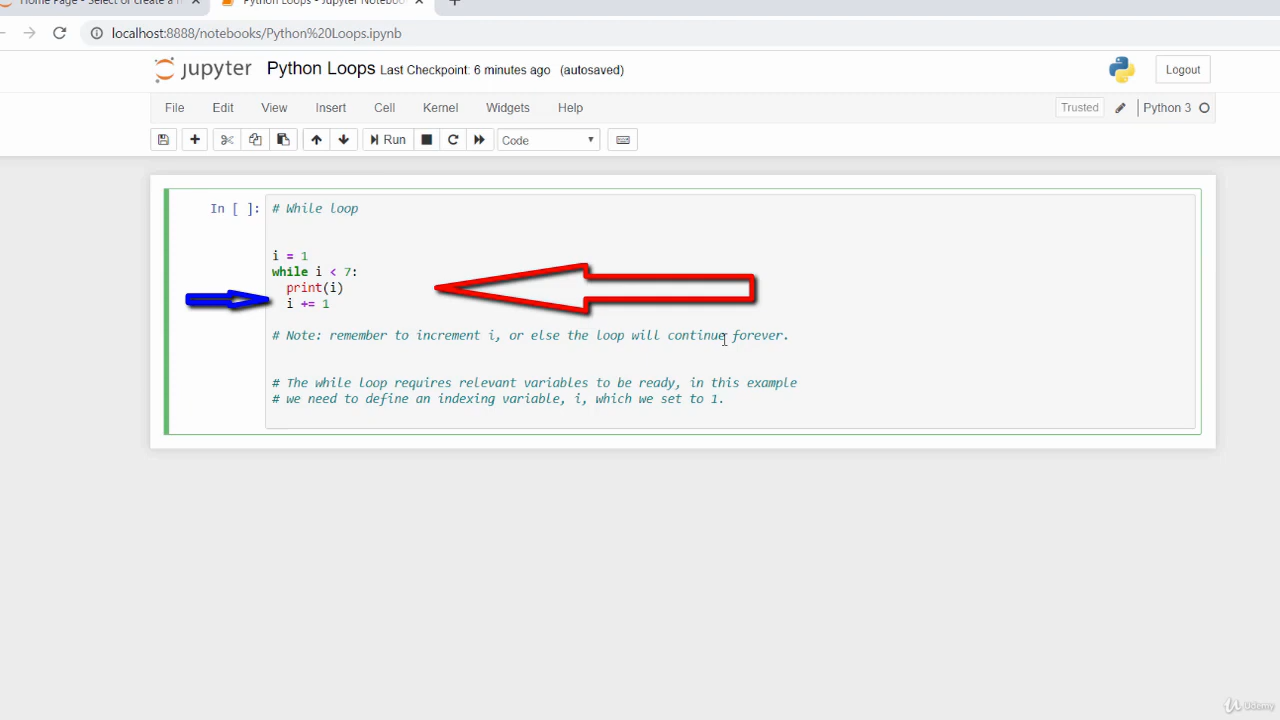 Home Page - Select or create a n
Python Loops - Jupyter Notebook
localhost:8888/notebooks/Python%20Loops.ipynb
jupyter Python Loops Last Checkpoint: 6 minutes ago (autosaved)
Logout
File Edit View Insert Cell Kernel Widgets Help
Trusted
Python 3
Run
Code
In [ ]:
# While loop
i = 1
while i < 7:
print(i)
i += 1
# Note: remember to increment i, or else the loop will continue forever.
# The while loop requires relevant variables to be ready, in this example
# we need to define an indexing variable, i, which we set to 1.
Udemy